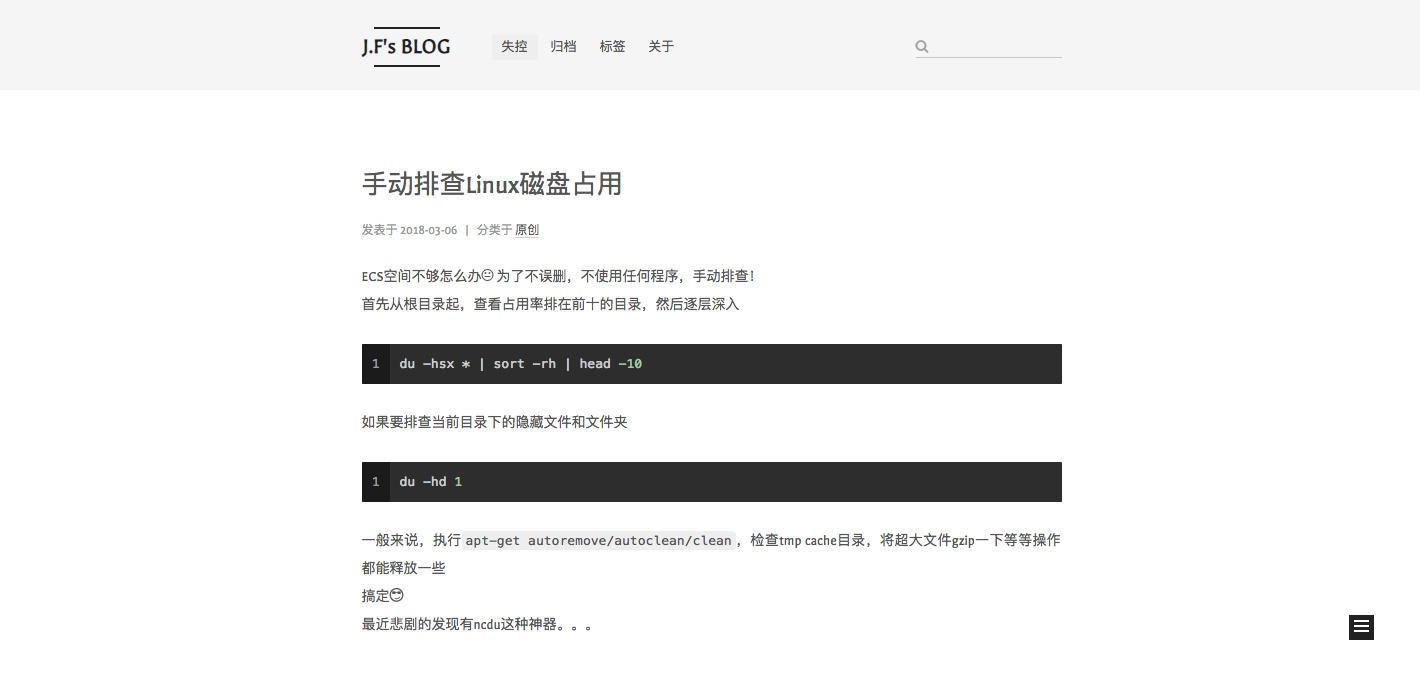 J.F's BLOG 失控 归档 标签 关于
手动排查Linux磁盘占用
发表于 2018-03-06 | 分类于 原创
ECS空间不够怎么办😐 为了不误删，不使用任何程序，手动排查！
首先从根目录起，查看占用率排在前十的目录，然后逐层深入
1 du -hsx * | sort -rh | head -10
如果要排查当前目录下的隐藏文件和文件夹
1 du -hd 1
一般来说，执行 apt-get autoremove/autoclean/clean，检查tmp cache目录，将超大文件gzip一下等等操作
都能释放一些
搞定😎
最近悲剧的发现有ncdu这种神器。。。